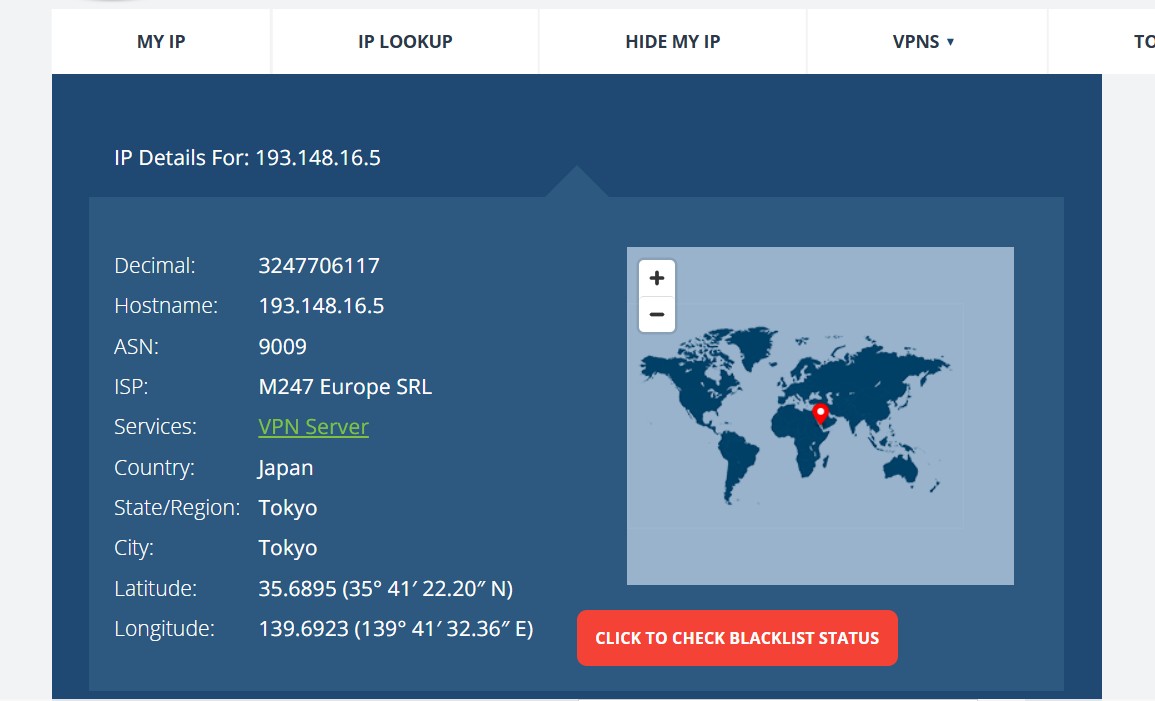 MY IP
IP LOOKUP
HIDE MY IP
VPNS ▾
IP Details For: 193.148.16.5
Decimal: 3247706117
Hostname: 193.148.16.5
ASN: 9009
ISP: M247 Europe SRL
Services: VPN Server
Country: Japan
State/Region: Tokyo
City: Tokyo
Latitude: 35.6895 (35° 41′ 22.20″ N)
Longitude: 139.6923 (139° 41′ 32.36″ E)
+
−
CLICK TO CHECK BLACKLIST STATUS